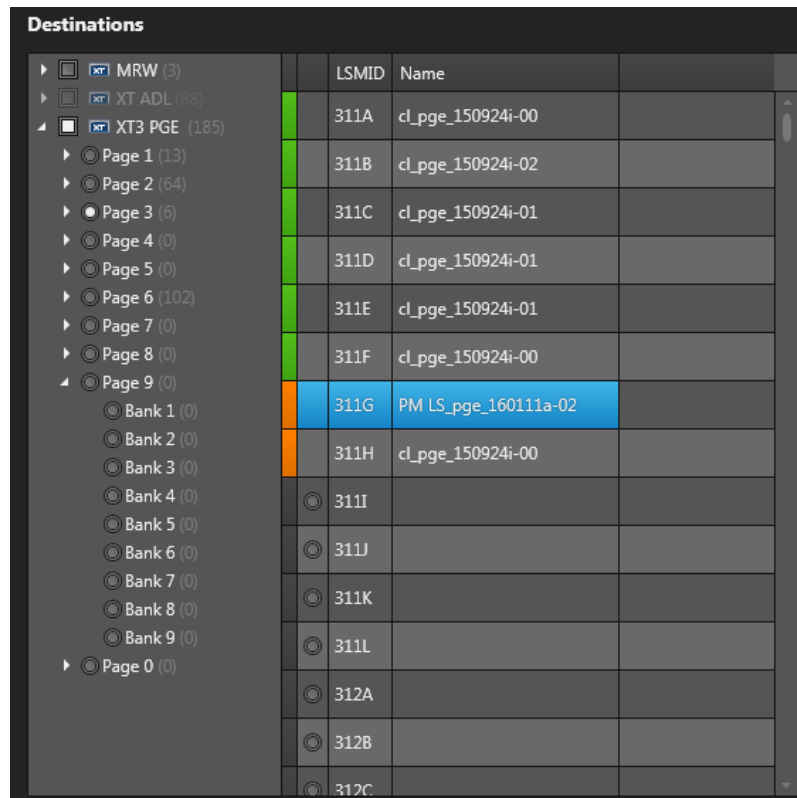 Destinations
XT MRW (3)
XT XT ADL (88)
XT XT3 PGE (185)
Page 1 (13)
Page 2 (64)
Page 3 (6)
Page 4 (0)
Page 5 (0)
Page 6 (102)
Page 7 (0)
Page 8 (0)
Page 9 (0)
Bank 1 (0)
Bank 2 (0)
Bank 3 (0)
Bank 4 (0)
Bank 5 (0)
Bank 6 (0)
Bank 7 (0)
Bank 8 (0)
Bank 9 (0)
Page 0 (0)
LSMID Name
311A cl_pge_150924i-00
311B cl_pge_150924i-02
311C cl_pge_150924i-01
311D cl_pge_150924i-01
311E cl_pge_150924i-01
311F cl_pge_150924i-00
311G PM LS_pge_160111a-02
311H cl_pge_150924i-00
311I
311J
311K
311L
312A
312B
312C